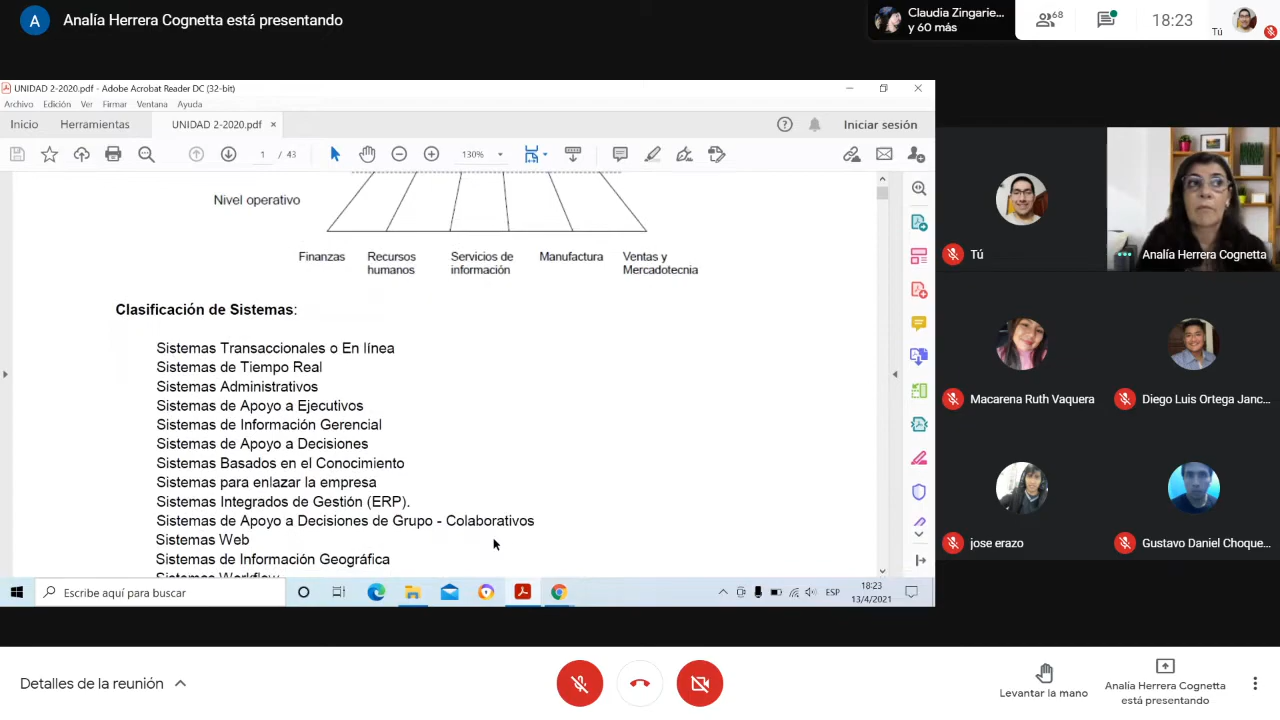 A
Analía Herrera Cognetta está presentando
Claudia Zingarie...
y 60 más
68
18:23
Tú
UNIDAD 2-2020.pdf - Adobe Acrobat Reader DC (32-bit)
Archivo Edición Ver Firmar Ventana Ayuda
Inicio Herramientas UNIDAD 2-2020.pdf × Iniciar sesión
1 / 43 130%
Nivel operativo
Finanzas Recursos humanos Servicios de información Manufactura Ventas y Mercadotecnia
Clasificación de Sistemas:
Sistemas Transaccionales o En línea
Sistemas de Tiempo Real
Sistemas Administrativos
Sistemas de Apoyo a Ejecutivos
Sistemas de Información Gerencial
Sistemas de Apoyo a Decisiones
Sistemas Basados en el Conocimiento
Sistemas para enlazar la empresa
Sistemas Integrados de Gestión (ERP).
Sistemas de Apoyo a Decisiones de Grupo - Colaborativos
Sistemas Web
Sistemas de Información Geográfica
Sistemas Workflow
Escribe aquí para buscar
ESP
18:23
13/4/2021
Tú
Analía Herrera Cognetta
Macarena Ruth Vaquera
Diego Luis Ortega Janc...
jose erazo
Gustavo Daniel Choque...
Detalles de la reunión
Levantar la mano
Analía Herrera Cognetta
está presentando